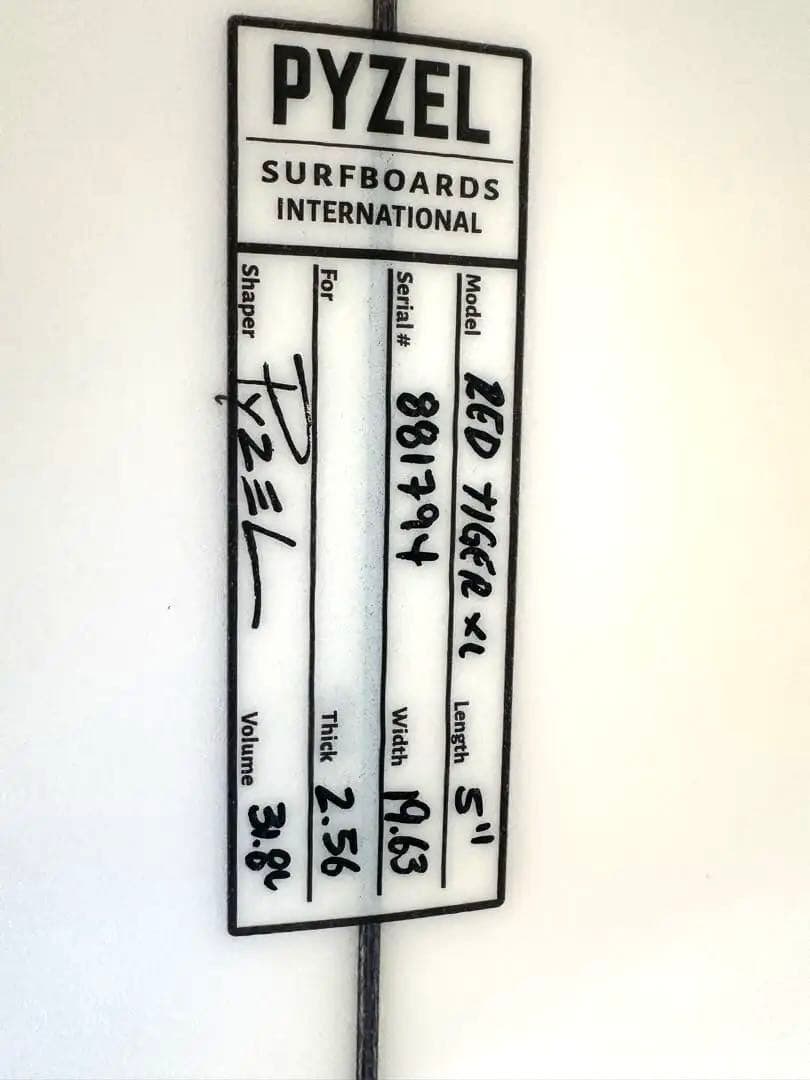 PYZEL
SURFBOARDS
INTERNATIONAL
Model RED TIGER XL Length 5"
Serial # 881794 Width 19.63
For Thick 2.56
Shaper PYZEL Volume 31.8L